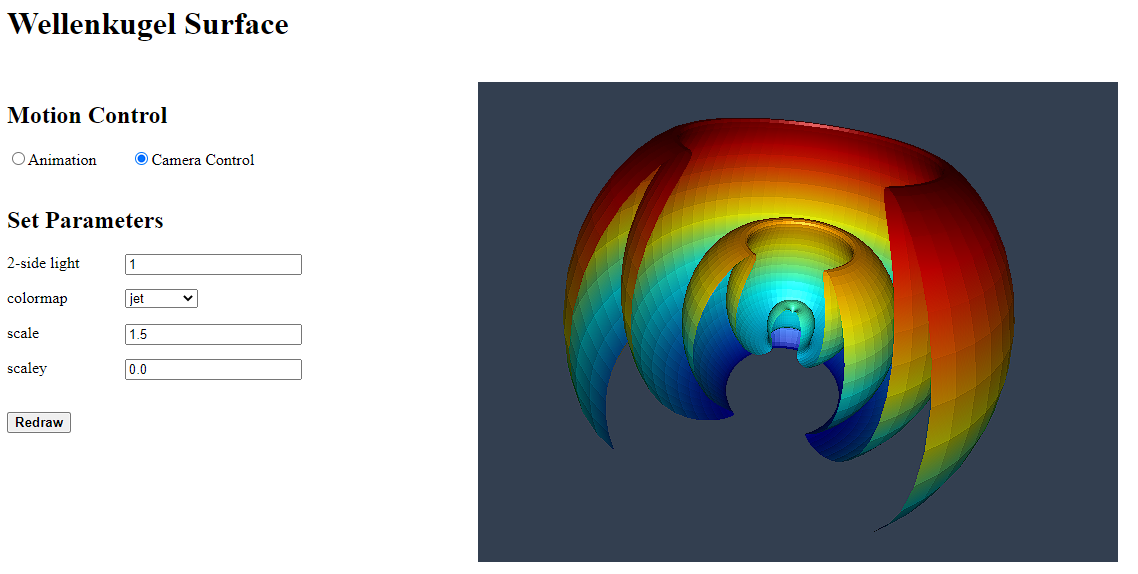 Wellenkugel Surface
Motion Control
Animation Camera Control
Set Parameters
2-side light 1
colormap jet
scale 1.5
scaley 0.0
Redraw